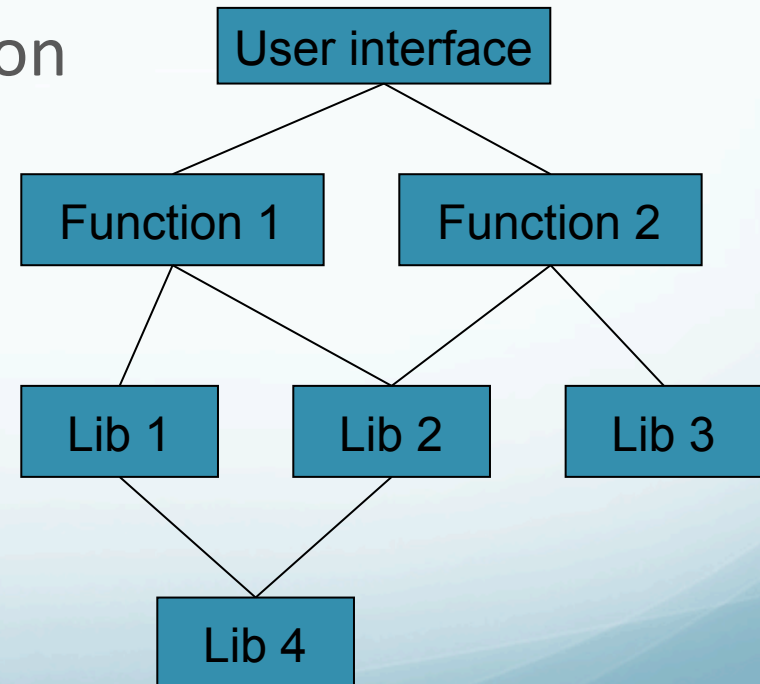 on
User interface
Function 1
Function 2
Lib 1
Lib 2
Lib 3
Lib 4